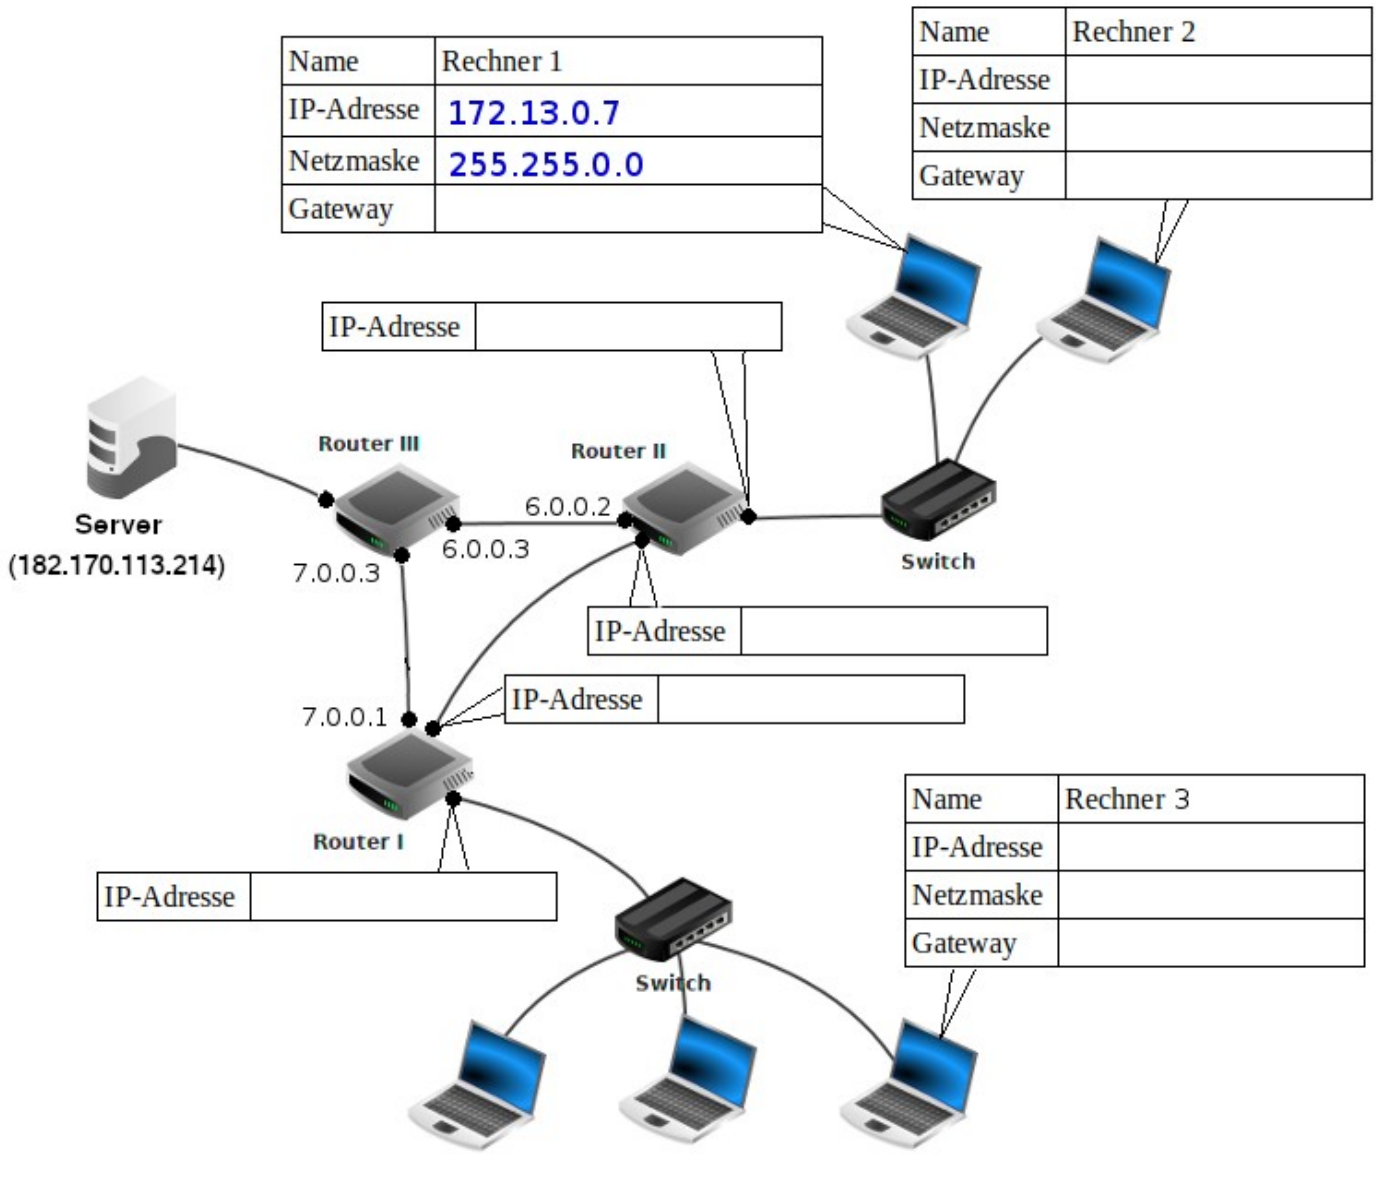 Name Rechner 1
IP-Adresse 172.13.0.7
Netzmaske 255.255.0.0
Gateway
Name Rechner 2
IP-Adresse
Netzmaske
Gateway
IP-Adresse
Router III
Router II
6.0.0.2
6.0.0.3
7.0.0.3
Server
(182.170.113.214)
Switch
IP-Adresse
IP-Adresse
7.0.0.1
Router I
IP-Adresse
Name Rechner 3
IP-Adresse
Netzmaske
Gateway
Switch